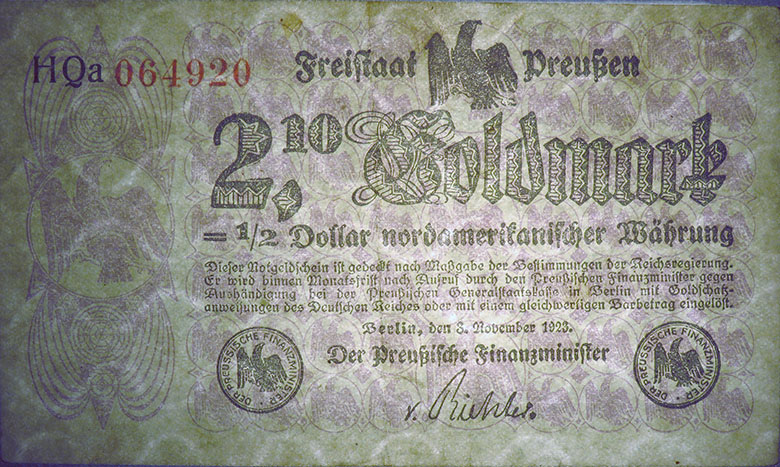 HQa 064920
Freistaat Preußen
2,10 Goldmark
= 1/2 Dollar nordamerikanischer Währung
Dieser Notgeldschein ist gedeckt nach Maßgabe der Bestimmungen der Reichsregierung.
Er wird binnen Monatsfrist nach Aufruf durch den Preußischen Finanzminister gegen
Aushändigung bei der Preußischen Generalstaatskasse in Berlin mit Goldschatz-
anweisungen des Deutschen Reiches oder mit einem gleichwertigen Barbetrag eingelöst.
Berlin, den 3. November 1923.
Der Preußische Finanzminister
DER PREUSSISCHE FINANZMINISTER
v. Richter.
DER PREUSSISCHE FINANZMINISTER